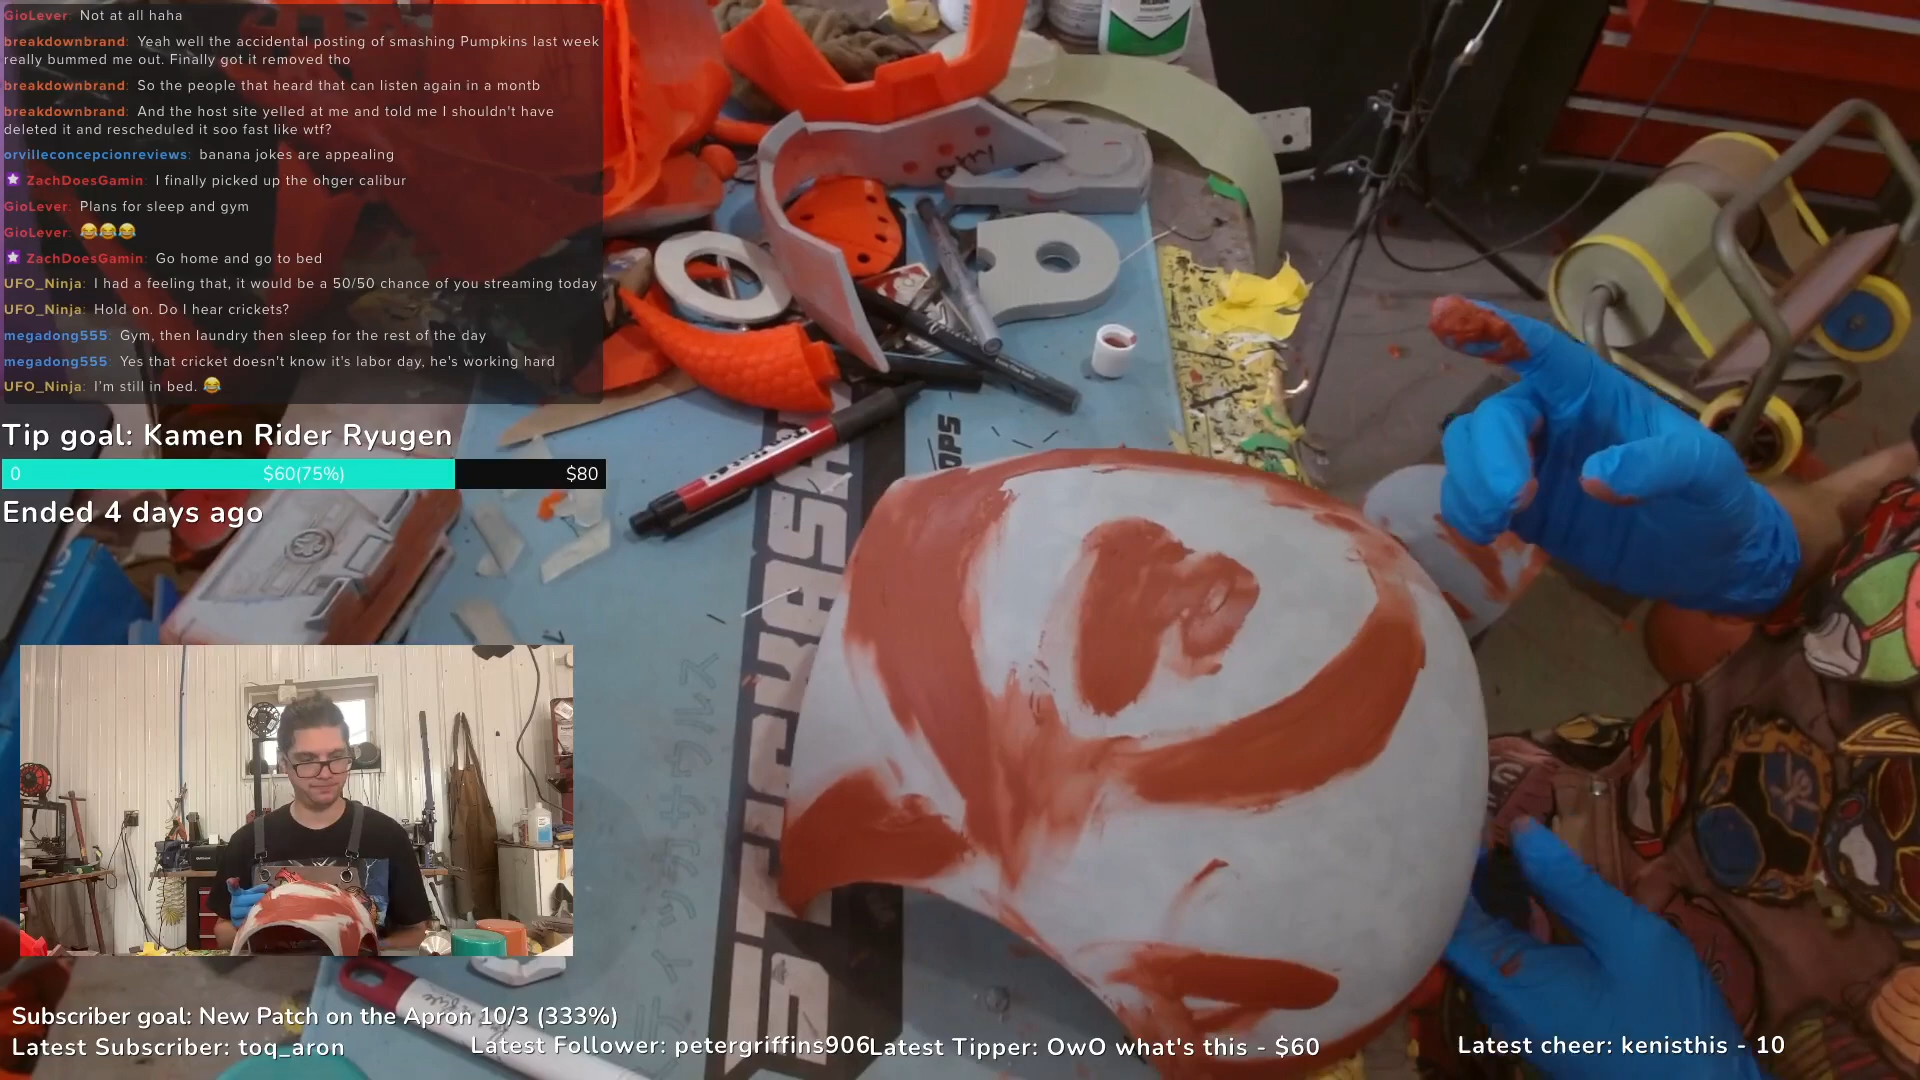 GioLever: Not at all haha
breakdownbrand: Yeah well the accidental posting of smashing Pumpkins last week
really bummed me out. Finally got it removed tho
breakdownbrand: So the people that heard that can listen again in a montb
breakdownbrand: And the host site yelled at me and told me I shouldn't have
deleted it and rescheduled it soo fast like wtf?
orvilleconcepcionreviews: banana jokes are appealing
ZachDoesGamin: I finally picked up the ohger calibur
GioLever: Plans for sleep and gym
GioLever: 😂😂😂
ZachDoesGamin: Go home and go to bed
UFO_Ninja: I had a feeling that, it would be a 50/50 chance of you streaming today
UFO_Ninja: Hold on. Do I hear crickets?
megadong555: Gym, then laundry then sleep for the rest of the day
megadong555: Yes that cricket doesn't know it's labor day, he's working hard
UFO_Ninja: I'm still in bed. 😂
Tip goal: Kamen Rider Ryugen
0 $60(75%) $80
Ended 4 days ago
OPS
Subscriber goal: New Patch on the Apron 10/3 (333%)
Latest Subscriber: toq_aron
Latest Follower: petergriffins906
Latest Tipper: OwO what's this - $60
Latest cheer: kenisthis - 10